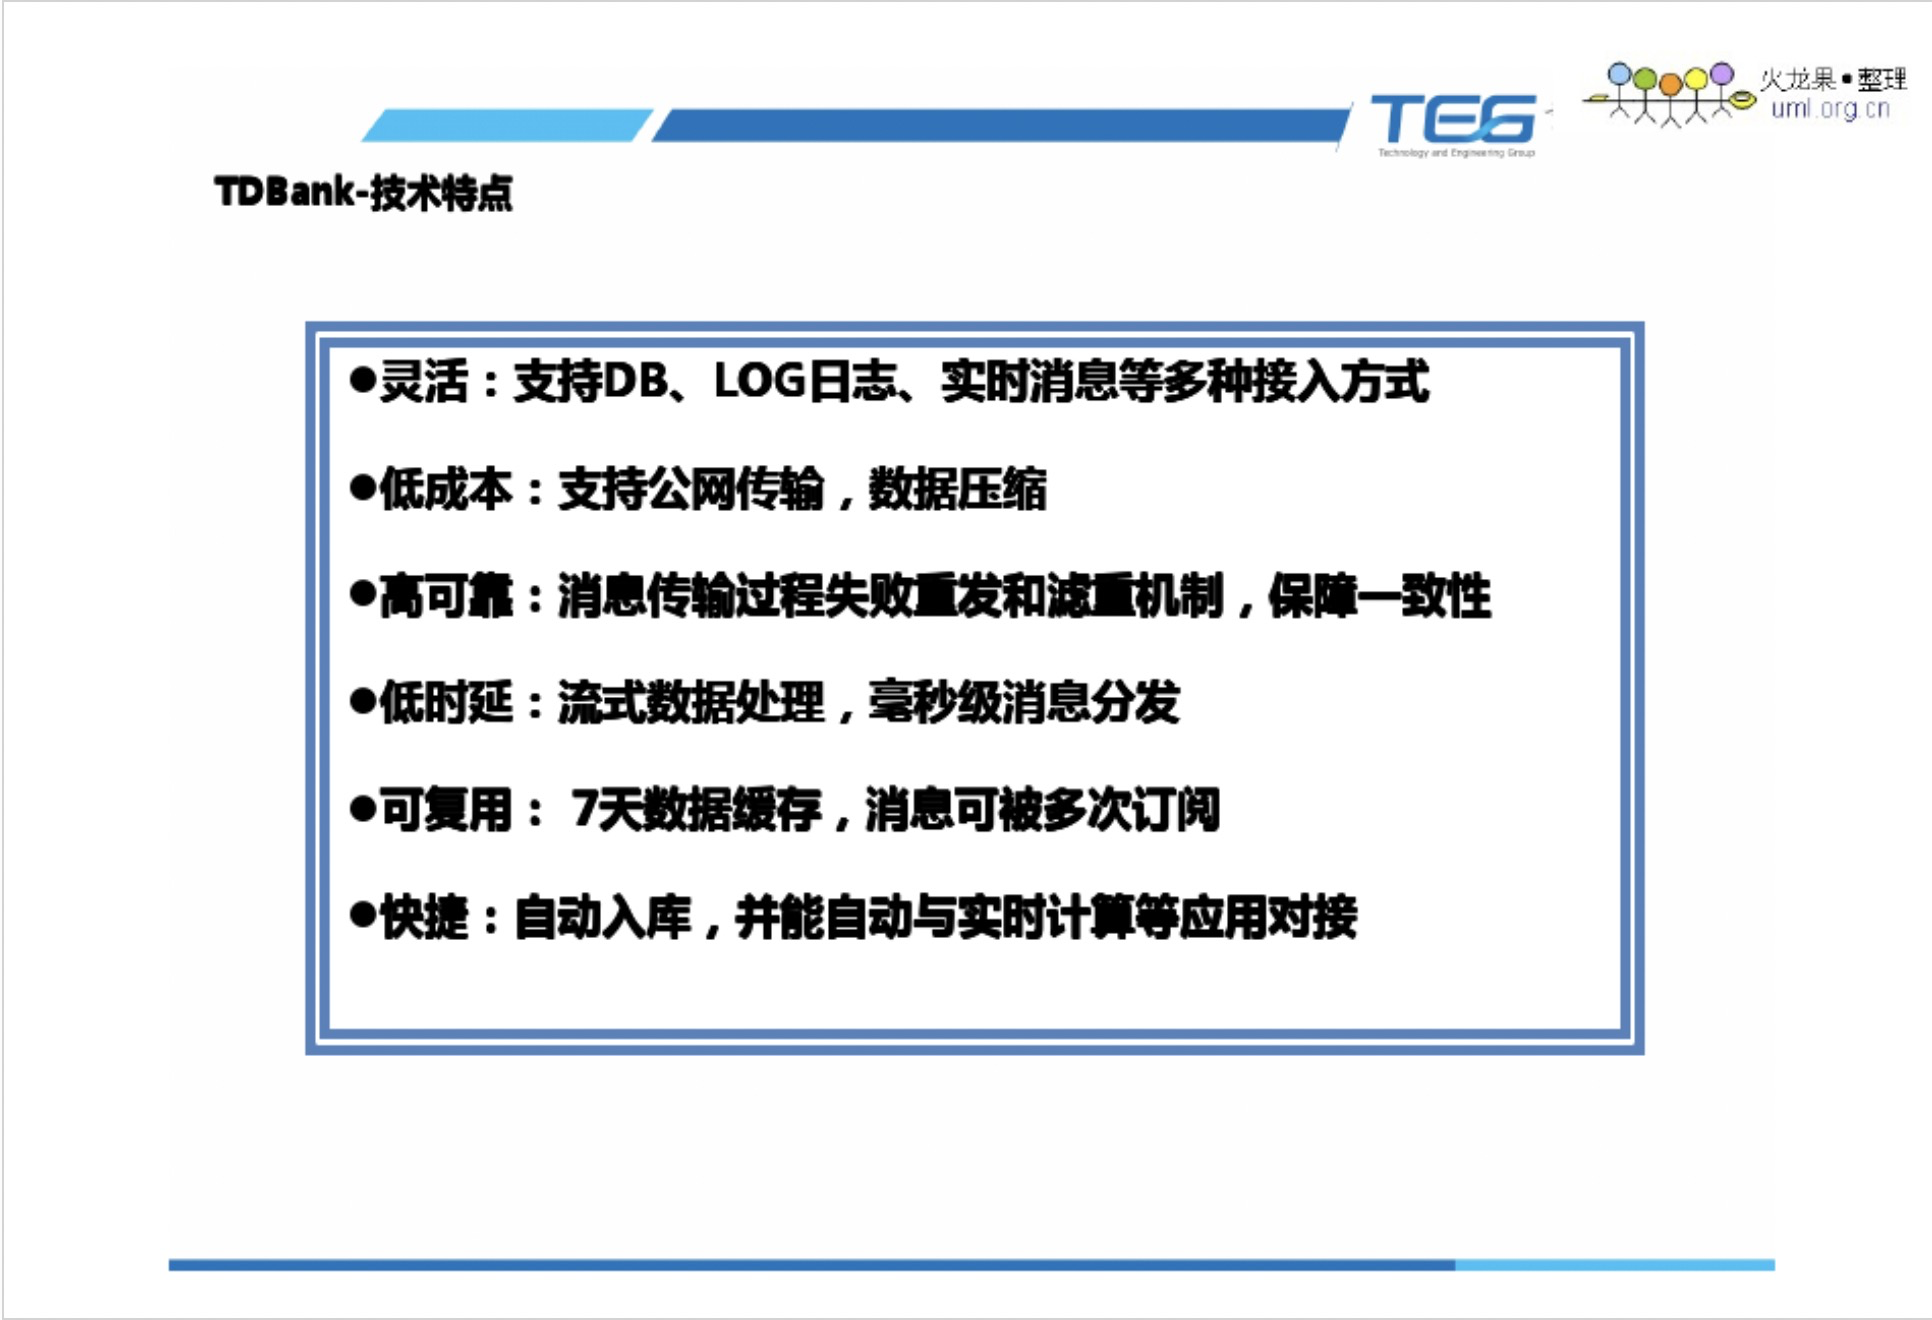 火龙果•整理
uml.org.cn
TEG
Technology and Engineering Group
TDBank-技术特点
●灵活：支持DB、LOG日志、实时消息等多种接入方式
●低成本：支持公网传输，数据压缩
●高可靠：消息传输过程失败重发和滤重机制，保障一致性
●低时延：流式数据处理，毫秒级消息分发
●可复用： 7天数据缓存，消息可被多次订阅
●快捷：自动入库，并能自动与实时计算等应用对接